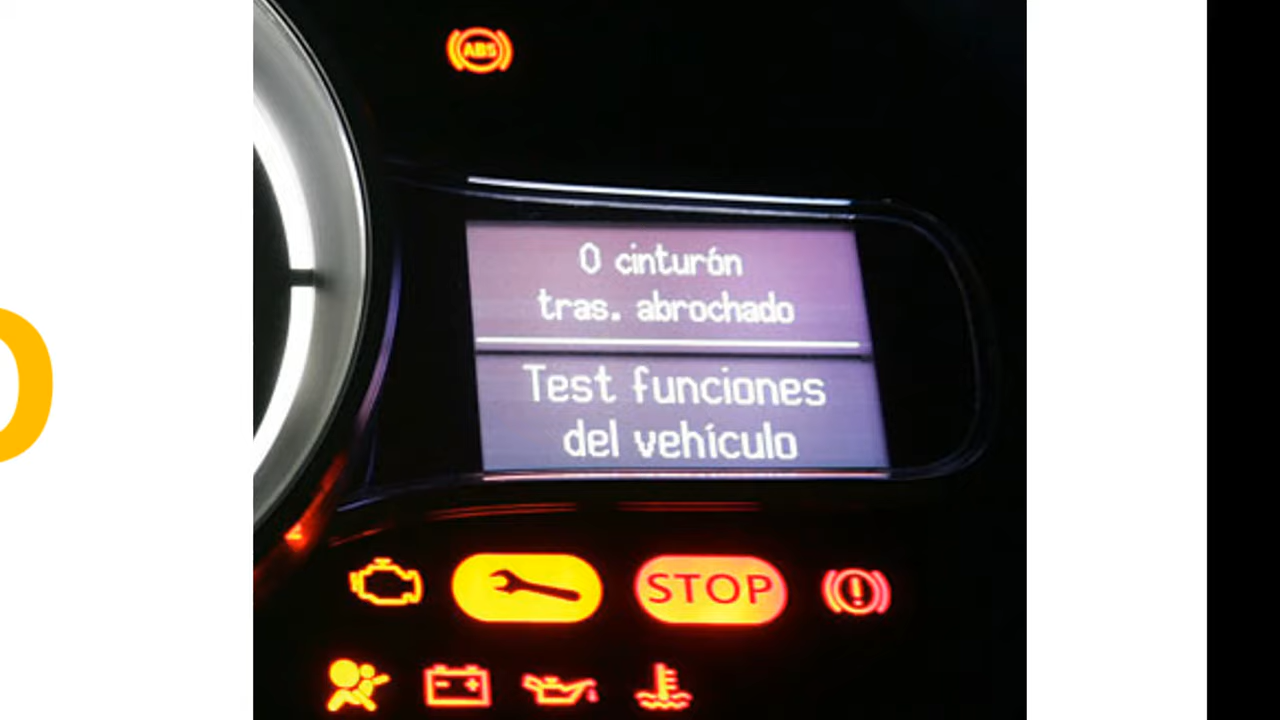 ABS
0 cinturón
tras. abrochado
Test funciones
del vehículo
STOP